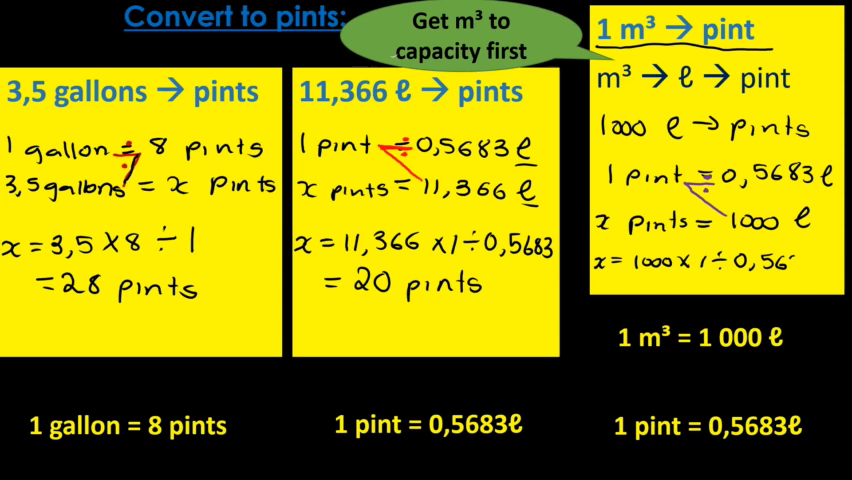 Convert to pints:
Get m³ to
capacity first
3,5 gallons → pints
1 gallon = 8 pints
3,5 gallons = x pints
x = 3,5 × 8 ÷ 1
= 28 pints
1 gallon = 8 pints
11,366 ℓ → pints
1 pint = 0,5683 ℓ
x pints = 11,366 ℓ
x = 11,366 × 1 ÷ 0,5683
= 20 pints
1 pint = 0,5683ℓ
1 m³ → pint
m³ → ℓ → pint
1000 ℓ → pints
1 pint = 0,5683 ℓ
x pints = 1000 ℓ
x = 1000 × 1 ÷ 0,56
1 m³ = 1 000 ℓ
1 pint = 0,5683ℓ